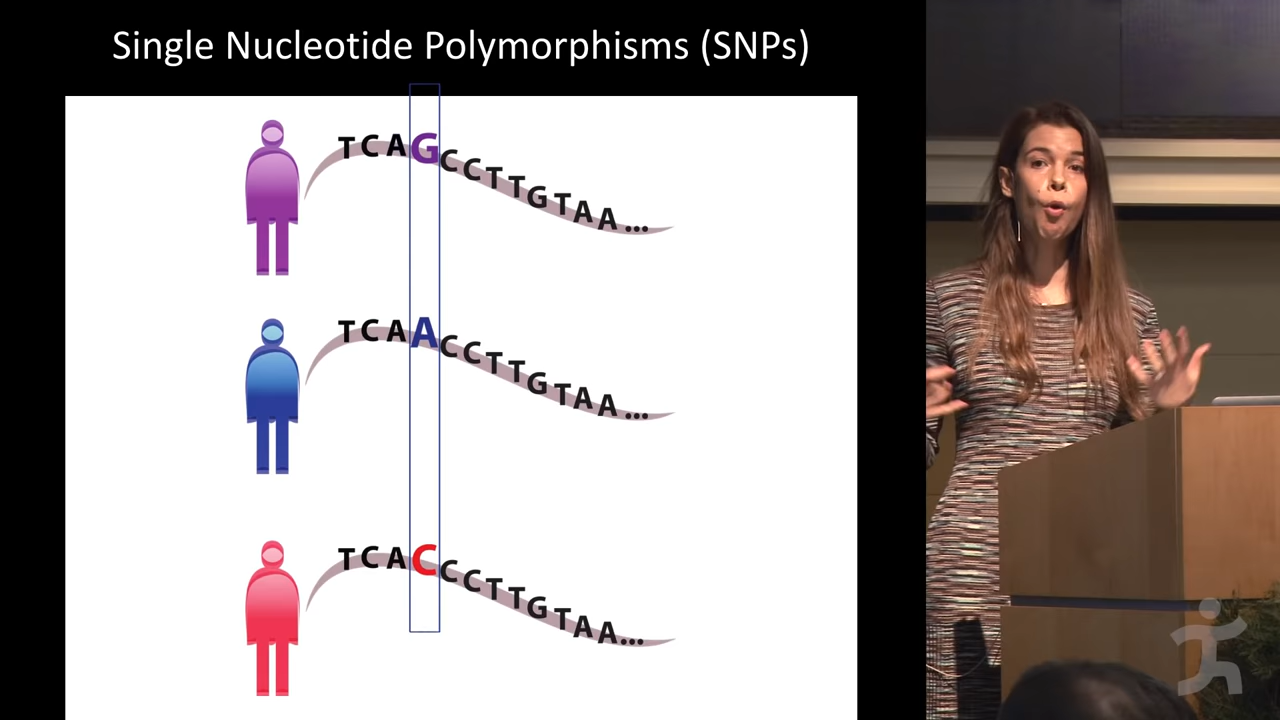 Single Nucleotide Polymorphisms (SNPs)
TCAGCCTTGTAA...
TCAACCTTGTAA...
TCACCCTTGTAA...